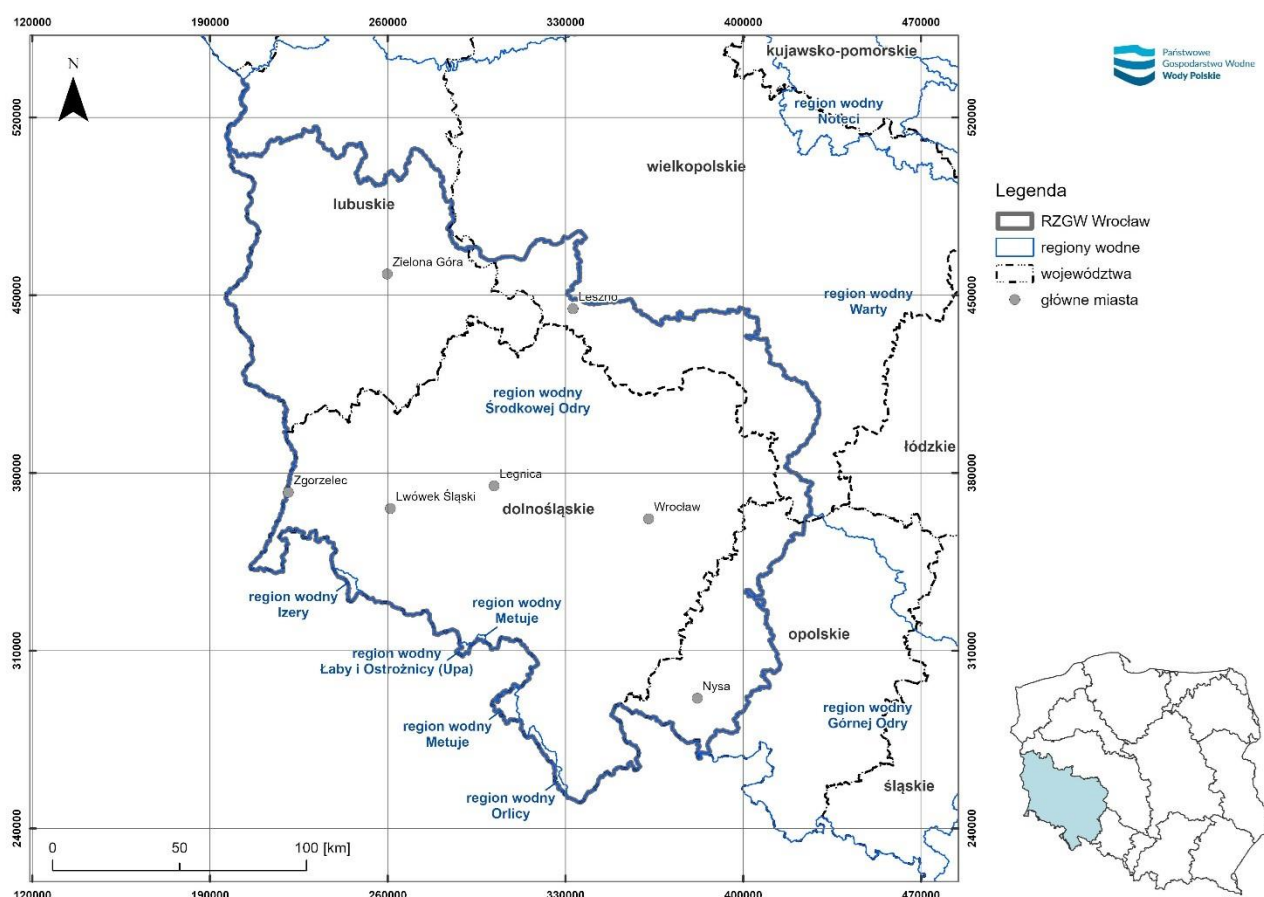 120000 190000 260000 330000 400000 470000
N
kujawsko-pomorskie
Państwowe
Gospodarstwo Wodne
Wody Polskie
520000 520000
region wodny
Noteci
wielkopolskie
Legenda
lubuskie
RZGW Wrocław
regiony wodne
województwa
główne miasta
Zielona Góra
450000 450000
region wodny
Warty
Leszno
region wodny
Środkowej Odry
łódzkie
380000 380000
Zgorzelec
Legnica
Lwówek Śląski
dolnośląskie
Wrocław
region wodny
Izery
region wodny
Metuje
opolskie
310000 310000
region wodny
Łaby i Ostrożnicy (Upa)
Nysa
region wodny
Metuje
region wodny
Górnej Odry
śląskie
region wodny
Orlicy
240000 240000
0 50 100 [km]
120000 190000 260000 330000 400000 470000